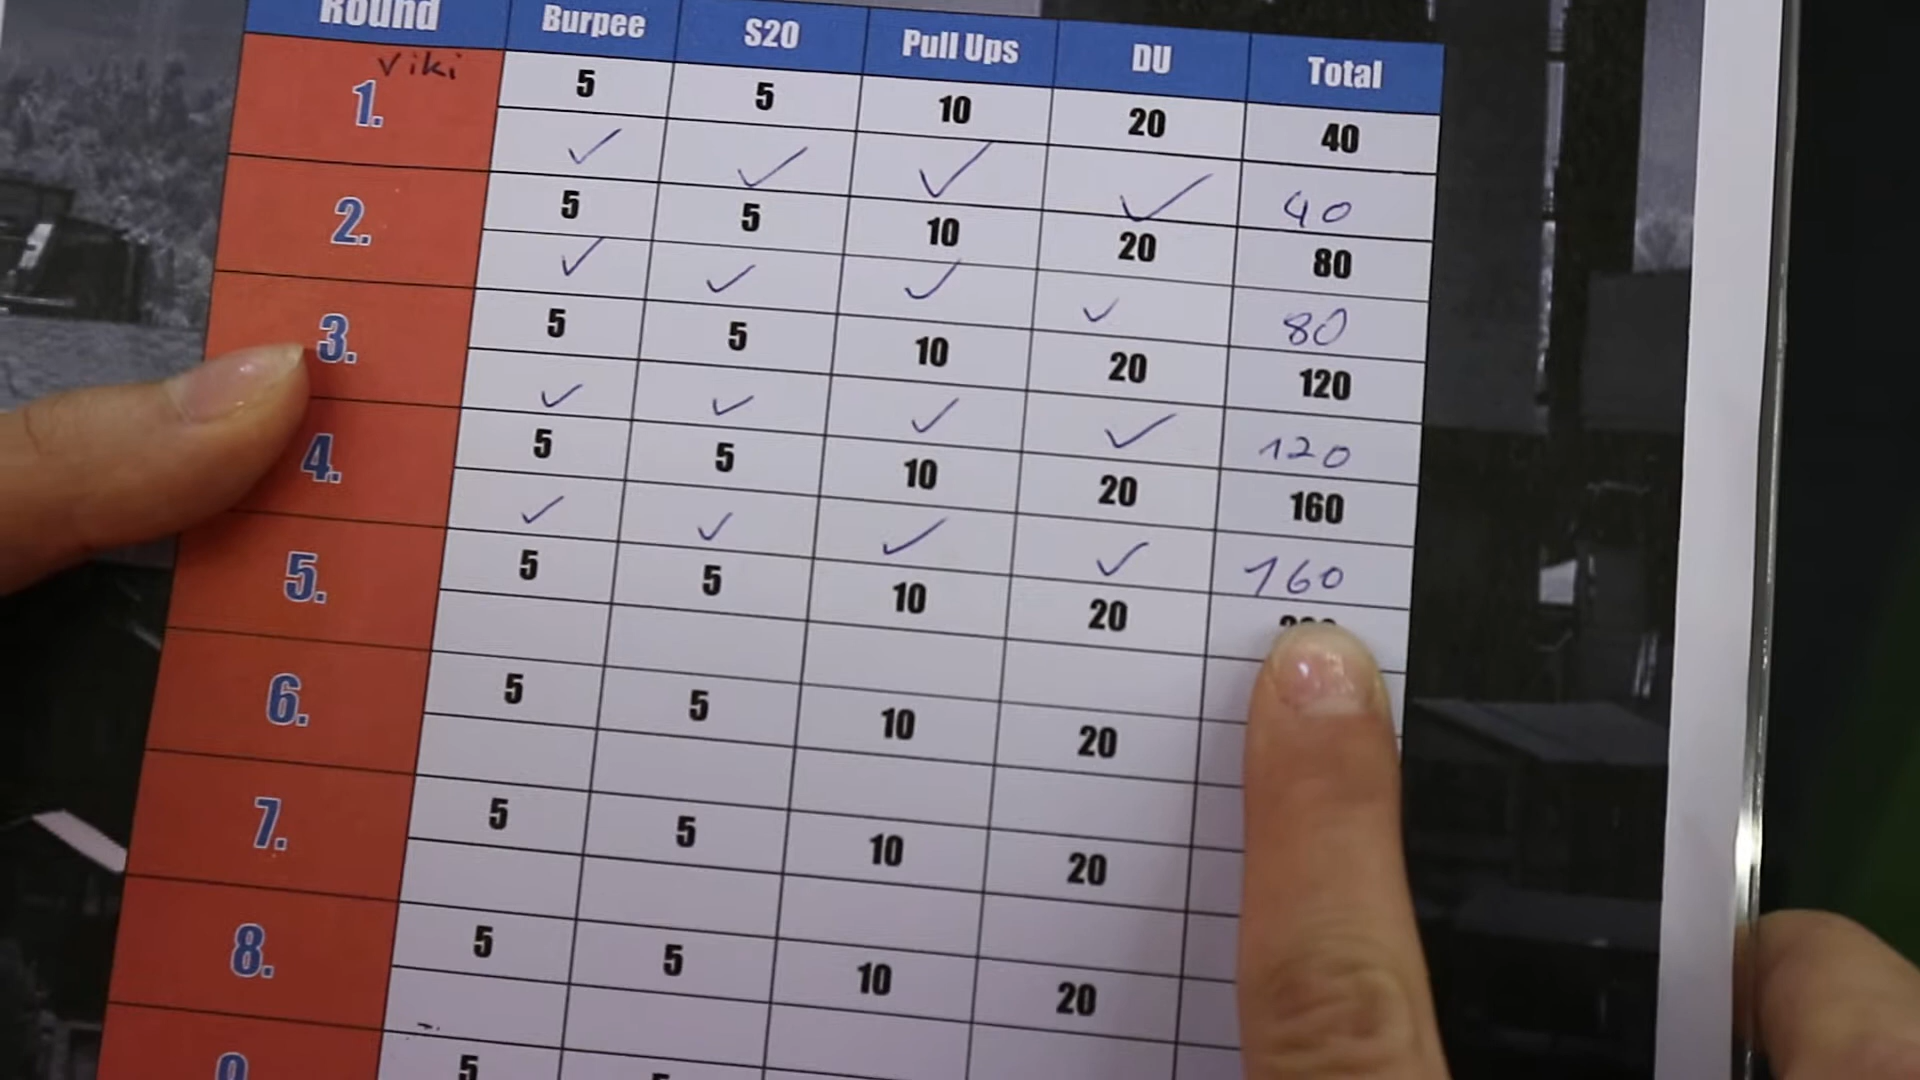 Round Burpee S20 Pull Ups DU Total
Viki
1. 5 5 10 20 40
✓ ✓ ✓ ✓ 40
2. 5 5 10 20 80
✓ ✓ ✓ ✓ 80
3. 5 5 10 20 120
✓ ✓ ✓ ✓ 120
4. 5 5 10 20 160
✓ ✓ ✓ ✓ 160
5. 5 5 10 20
6. 5 5 10 20
7. 5 5 10 20
8. 5 5 10 20
9 5